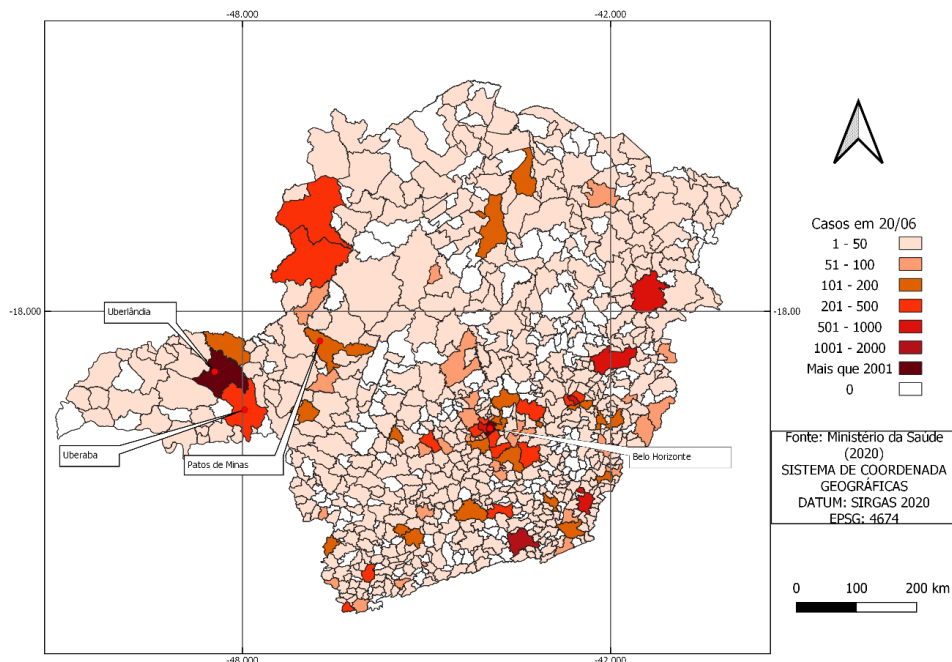 -48.000
-42.000
Casos em 20/06
1 - 50
51 - 100
101 - 200
201 - 500
501 - 1000
1001 - 2000
Mais que 2001
0
-18.000
-18.00
Uberlândia
Uberaba
Patos de Minas
Belo Horizonte
Fonte: Ministério da Saúde
(2020)
SISTEMA DE COORDENADA
GEOGRÁFICAS
DATUM: SIRGAS 2020
EPSG: 4674
0 100 200 km
-48.000
-42.000